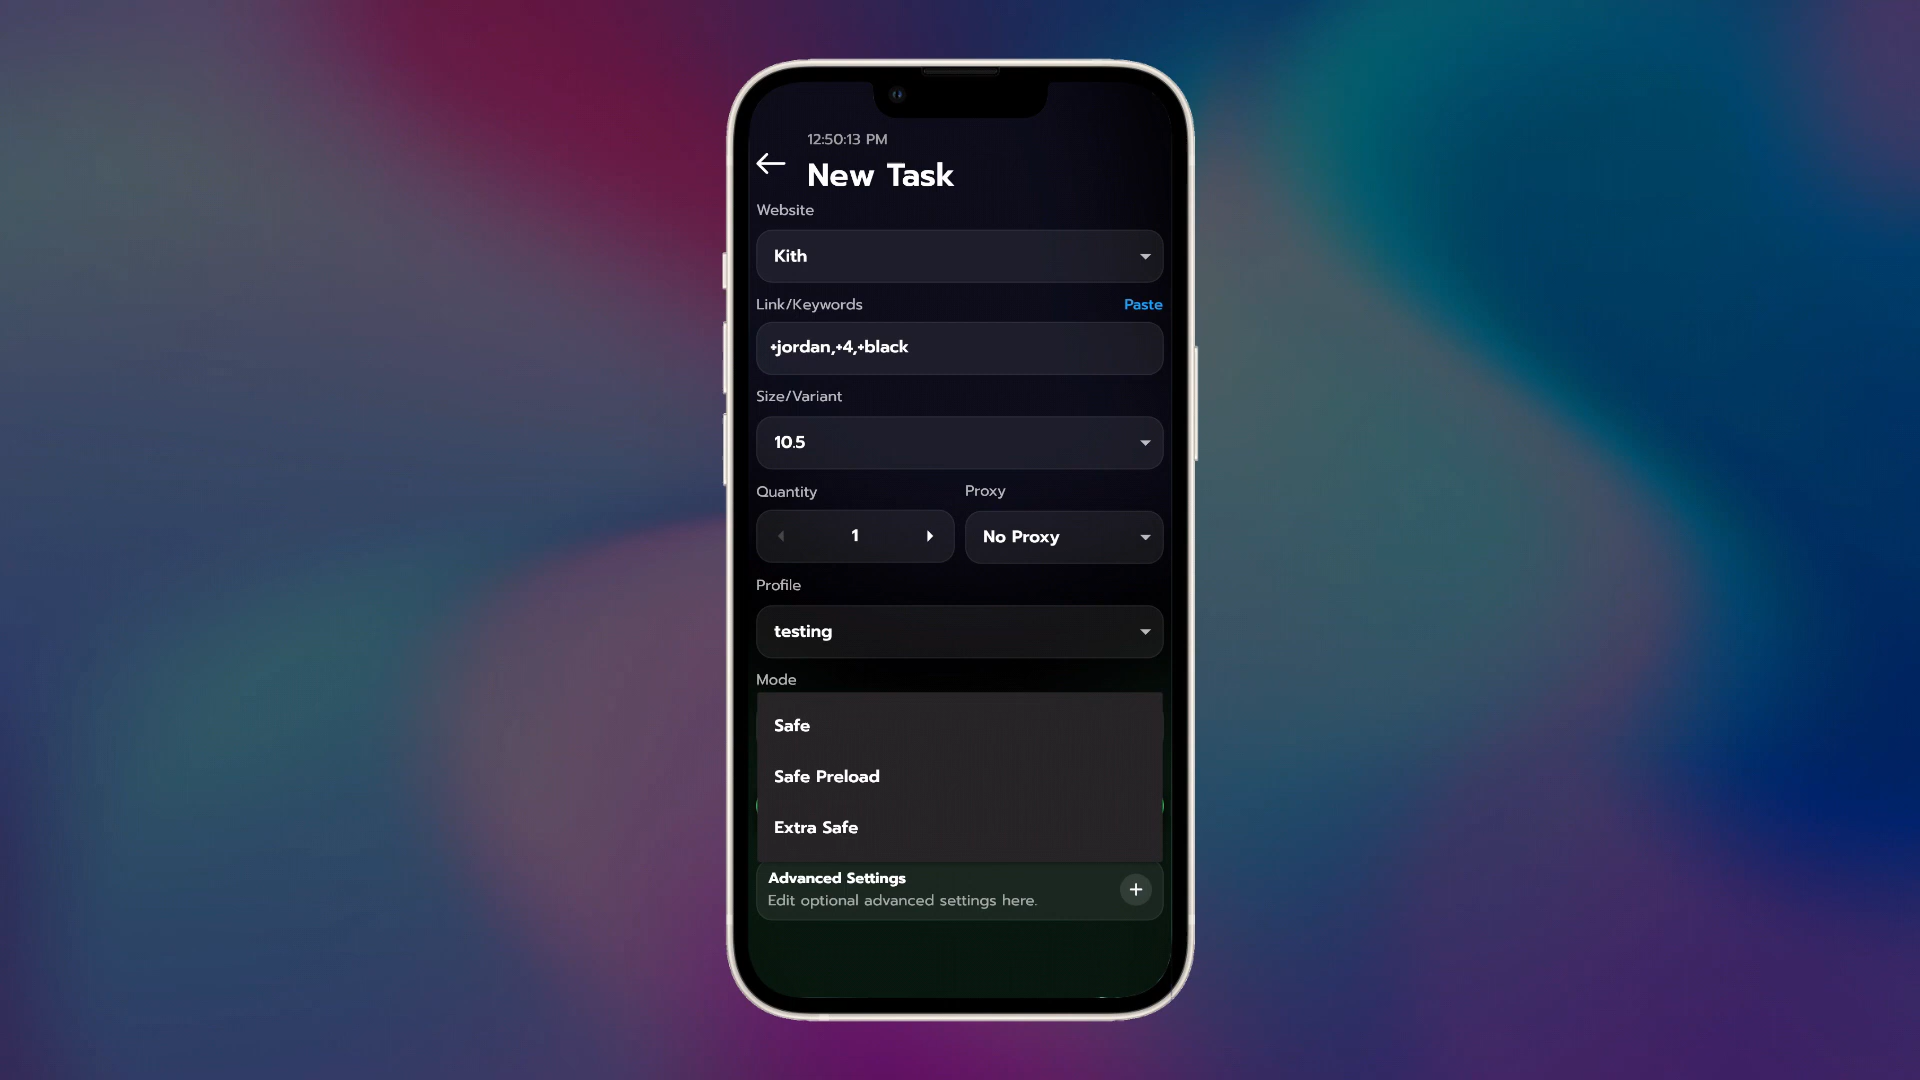 12:50:13 PM
New Task
Website
Kith
Link/Keywords
Paste
+jordan,+4,+black
Size/Variant
10.5
Quantity
Proxy
1
No Proxy
Profile
testing
Mode
Safe
Safe Preload
Extra Safe
Advanced Settings
Edit optional advanced settings here.